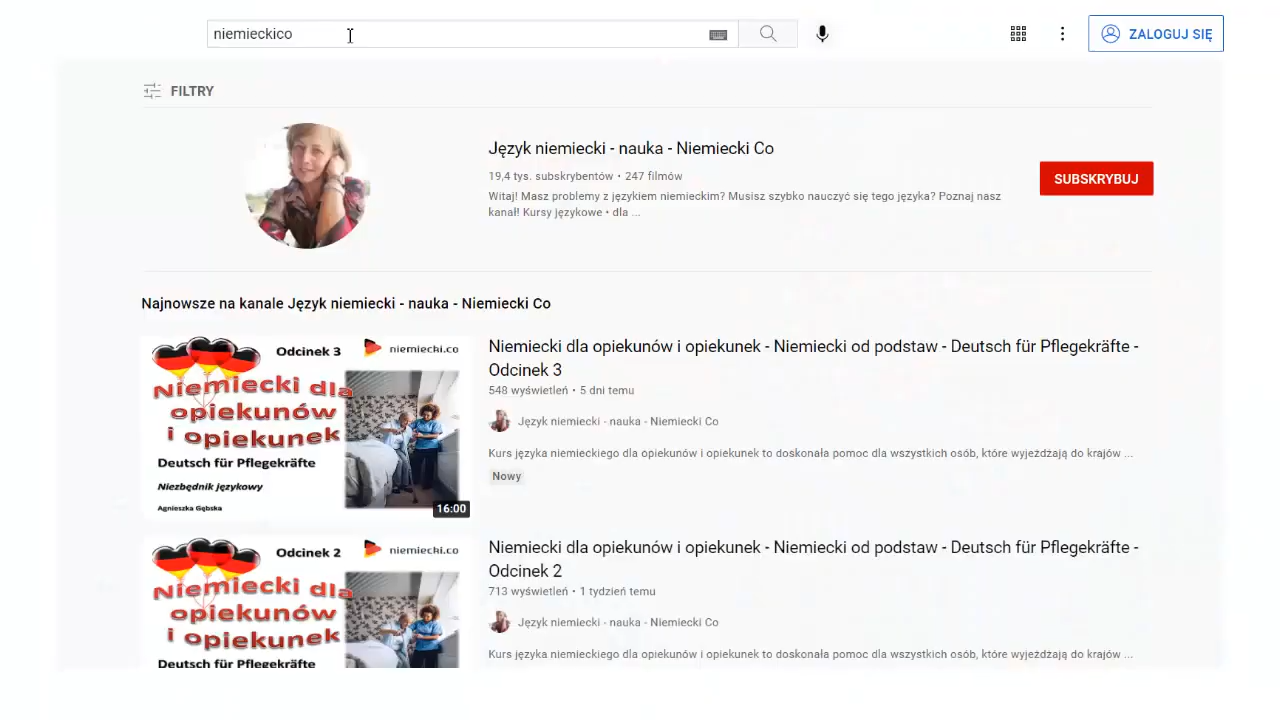 niemieckico
ZALOGUJ SIĘ
FILTRY
Język niemiecki - nauka - Niemiecki Co
19,4 tys. subskrybentów • 247 filmów
Witaj! Masz problemy z językiem niemieckim? Musisz szybko nauczyć się tego języka? Poznaj nasz
kanał! Kursy językowe • dla ...
SUBSKRYBUJ
Najnowsze na kanale Język niemiecki - nauka - Niemiecki Co
Odcinek 3
niemiecki.co
Niemiecki dla
opiekunów
i opiekunek
Deutsch für Pflegekräfte
Niezbędnik językowy
Agnieszka Gębska
16:00
Niemiecki dla opiekunów i opiekunek - Niemiecki od podstaw - Deutsch für Pflegekräfte -
Odcinek 3
548 wyświetleń • 5 dni temu
Język niemiecki - nauka - Niemiecki Co
Kurs języka niemieckiego dla opiekunów i opiekunek to doskonała pomoc dla wszystkich osób, które wyjeżdżają do krajów ...
Nowy
Odcinek 2
niemiecki.co
Niemiecki dla
opiekunów
i opiekunek
Deutsch für Pflegekräfte
Niemiecki dla opiekunów i opiekunek - Niemiecki od podstaw - Deutsch für Pflegekräfte -
Odcinek 2
713 wyświetleń • 1 tydzień temu
Język niemiecki - nauka - Niemiecki Co
Kurs języka niemieckiego dla opiekunów i opiekunek to doskonała pomoc dla wszystkich osób, które wyjeżdżają do krajów ...